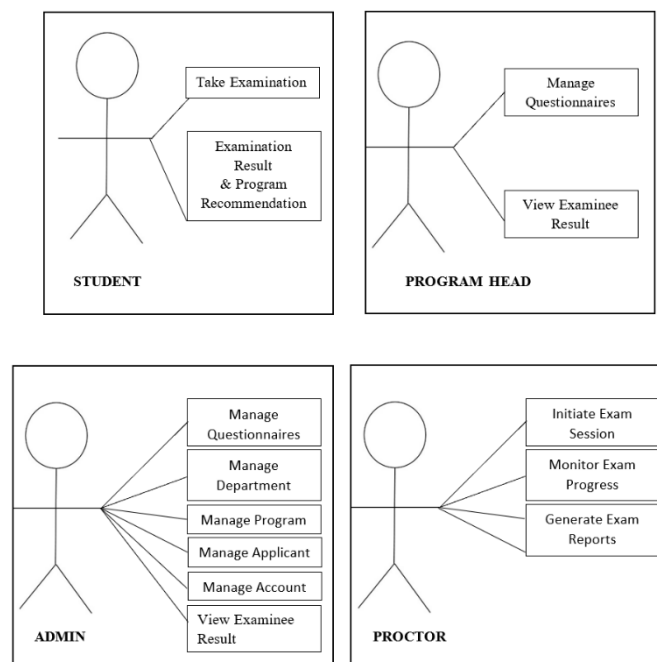 Take Examination
Examination
Result
& Program
Recommendation
STUDENT
Manage
Questionnaires
View Examinee
Result
PROGRAM HEAD
Manage
Questionnaires
Manage
Department
Manage Program
Manage Applicant
Manage Account
View Examinee
Result
ADMIN
Initiate Exam
Session
Monitor Exam
Progress
Generate Exam
Reports
PROCTOR